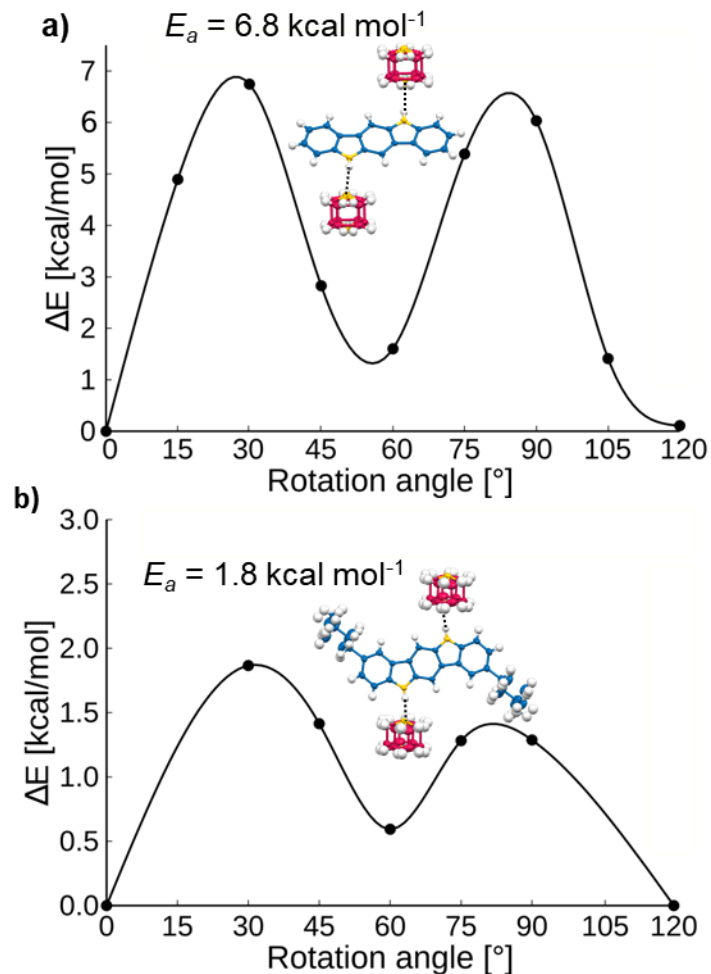 a)
Eₐ = 6.8 kcal mol⁻¹
7
6
5
4
3
2
1
0
ΔE [kcal/mol]
0 15 30 45 60 75 90 105 120
Rotation angle [°]
b)
3.0
Eₐ = 1.8 kcal mol⁻¹
2.5
2.0
1.5
1.0
0.5
0.0
ΔE [kcal/mol]
0 15 30 45 60 75 90 105 120
Rotation angle [°]